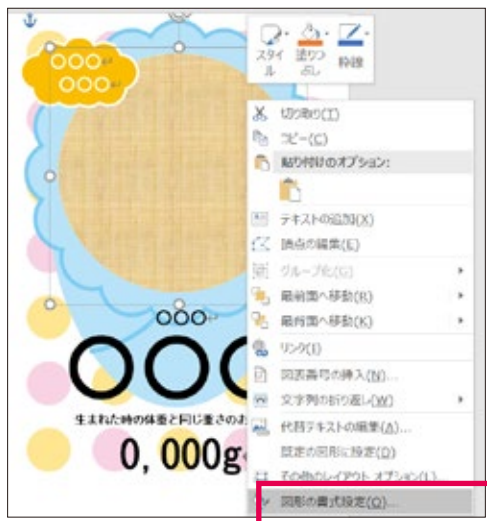 スタイル
塗りつぶし
枠線
○○○
○○○
切り取り(T)
コピー(C)
貼り付けのオプション:
テキストの追加(X)
頂点の編集(E)
グループ化(G)
最前面へ移動(R)
最背面へ移動(K)
リンク(I)
図表番号の挿入(N)...
文字列の折り返し(W)
代替テキストの編集(A)...
既定の図形に設定(D)
その他のレイアウト オプション(L)...
図形の書式設定(O)...
○○○
○○○
生まれた時の体重と同じ重さのお
0,000g